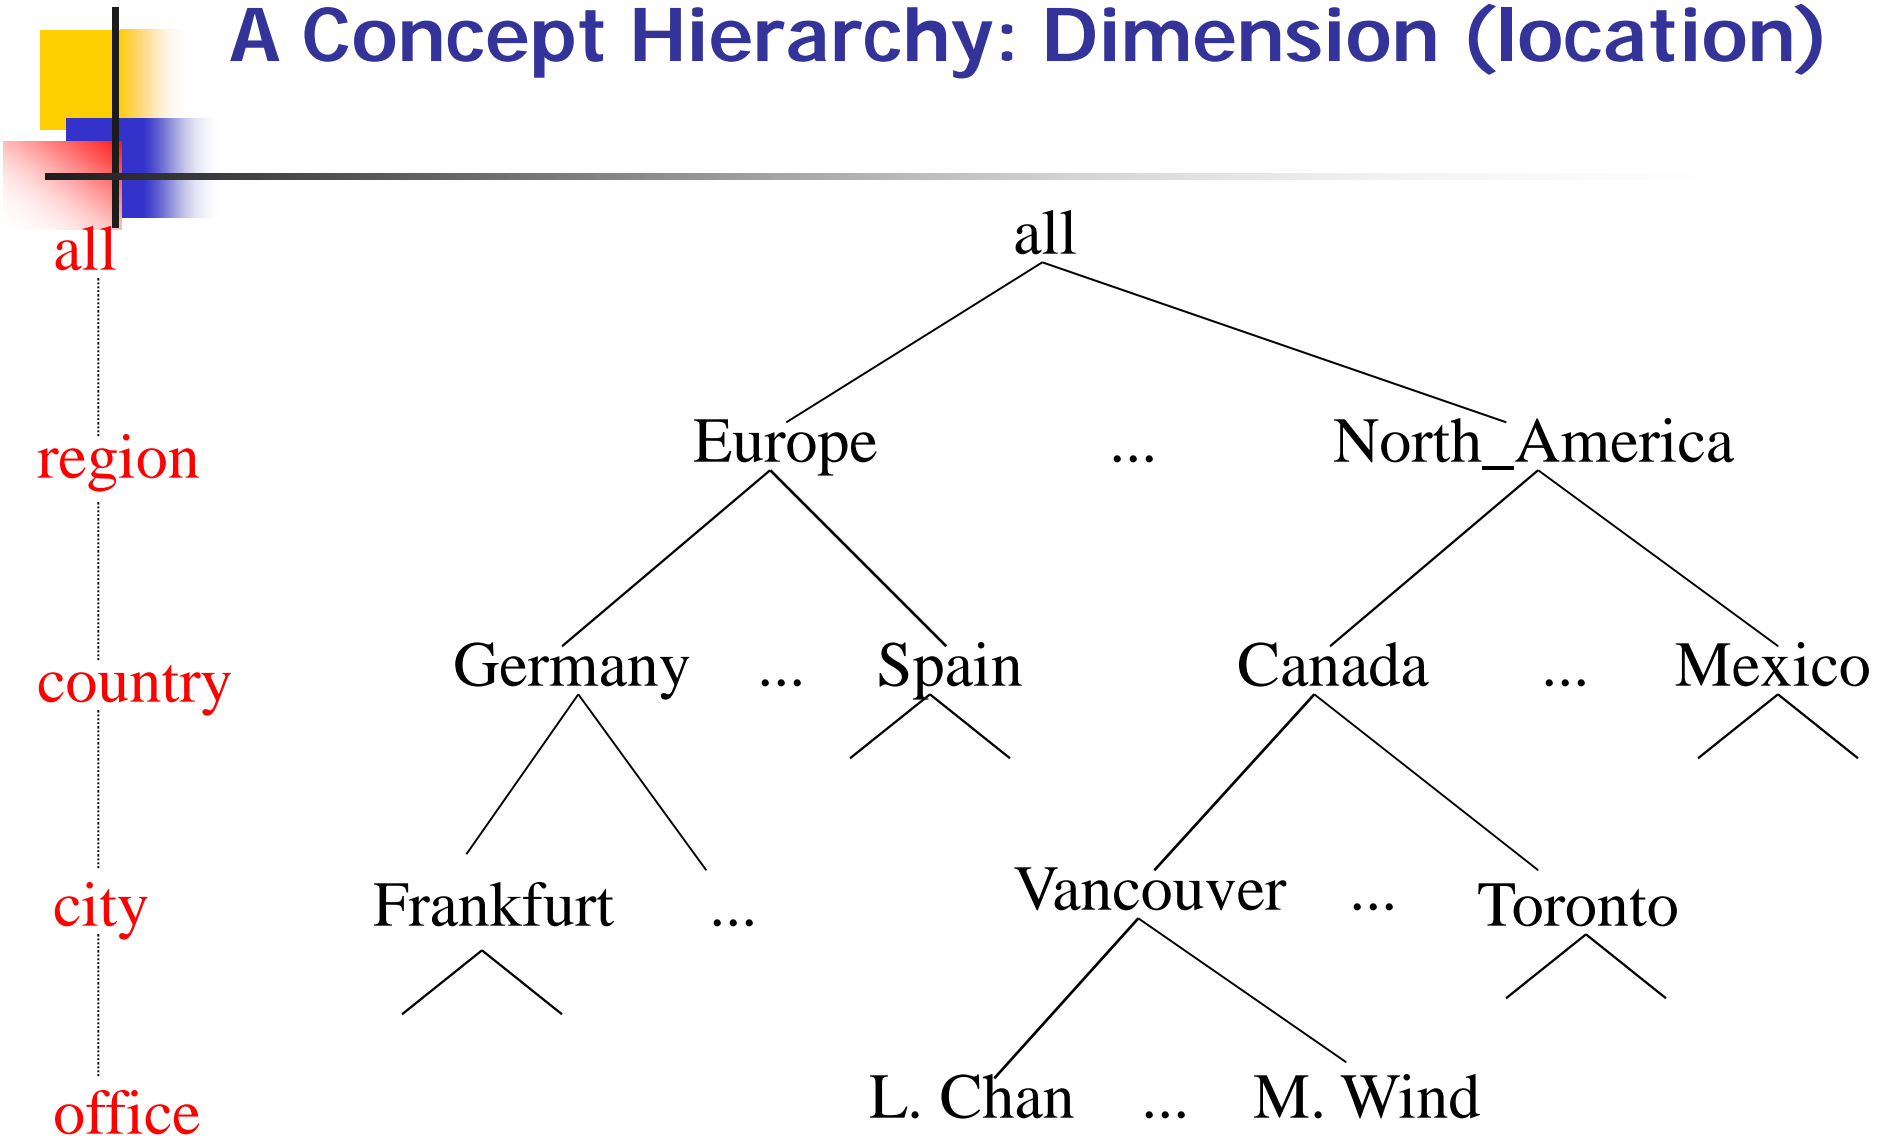 A Concept Hierarchy: Dimension (location)
all all
region Europe ... North_America
country Germany ... Spain Canada ... Mexico
city Frankfurt ... Vancouver ... Toronto
office L. Chan ... M. Wind